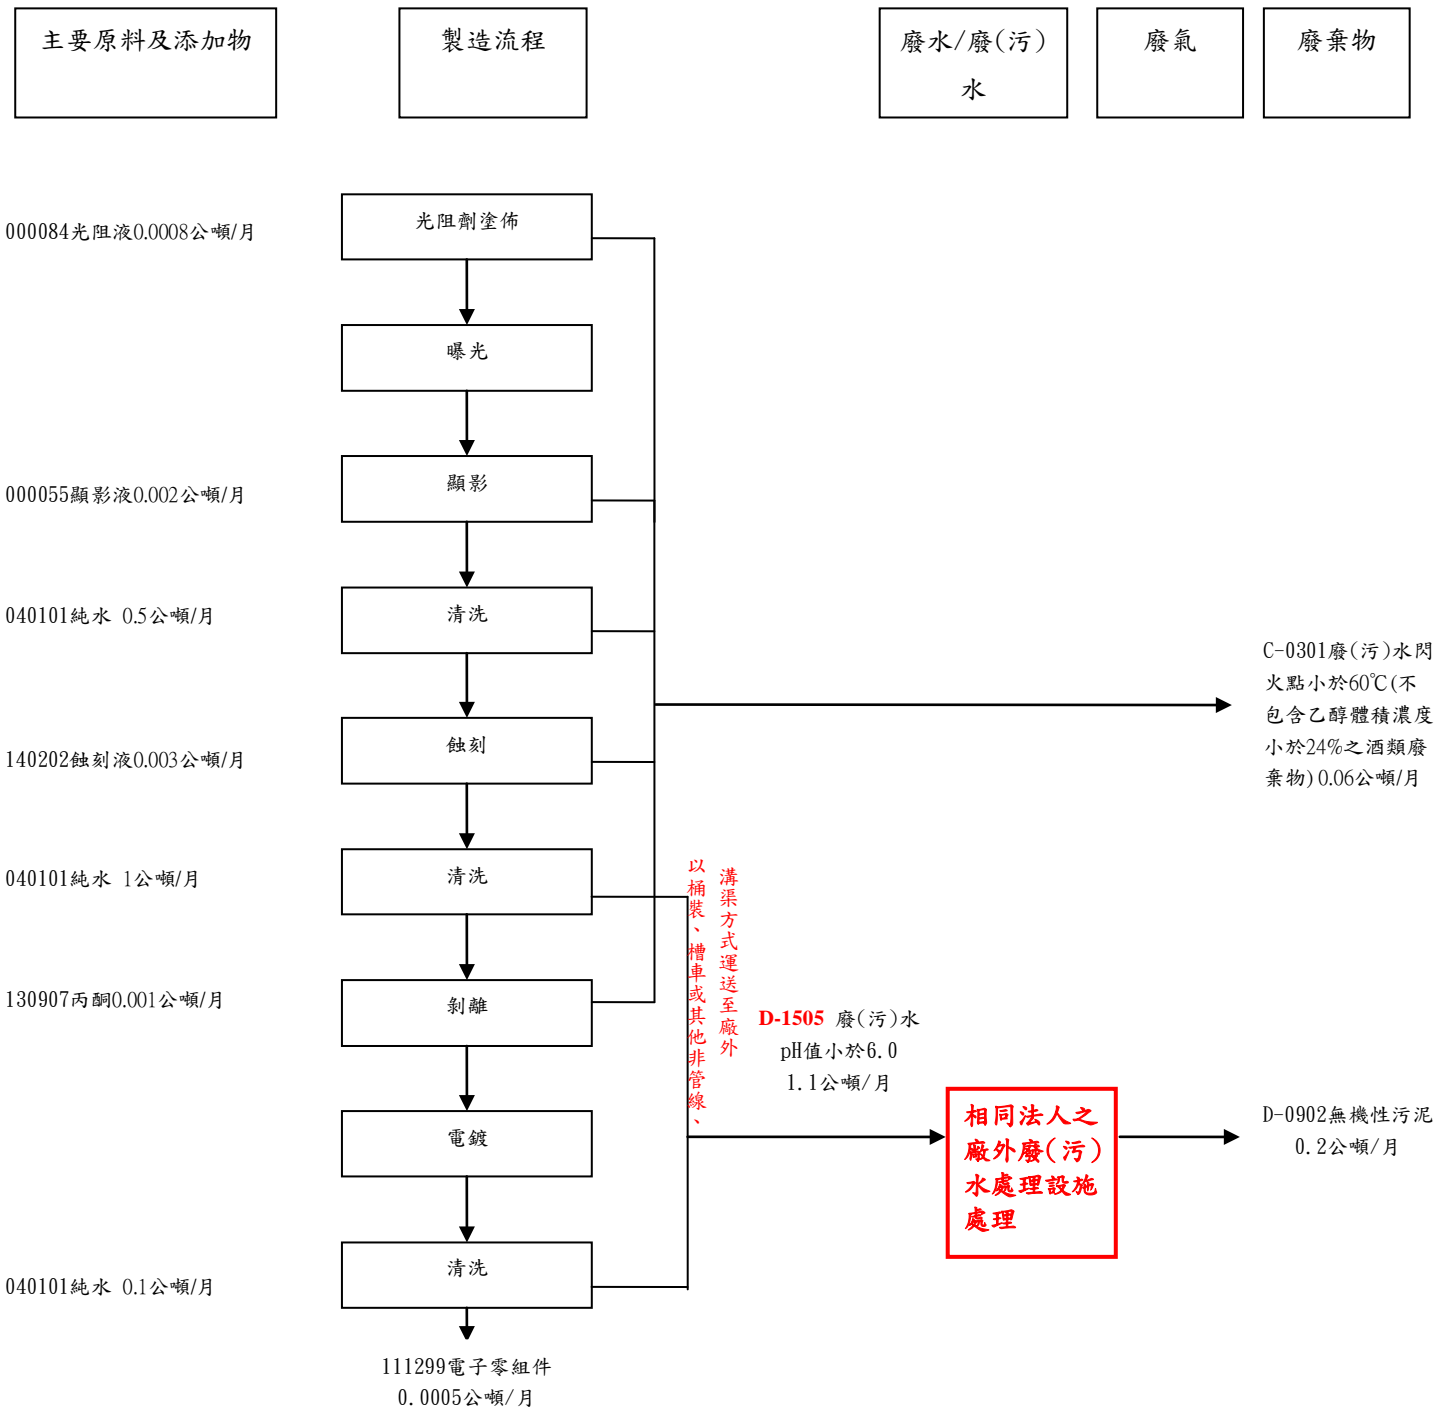 主要原料及添加物
製造流程
廢水/廢(污)
水
廢氣
廢棄物
000084光阻液0.0008公噸/月
光阻劑塗佈
曝光
000055顯影液0.002公噸/月
顯影
040101純水 0.5公噸/月
清洗
C-0301廢(污)水閃
火點小於60℃(不
包含乙醇體積濃度
小於24%之酒類廢
棄物)0.06公噸/月
140202蝕刻液0.003公噸/月
蝕刻
040101純水 1公噸/月
清洗
以桶裝、槽車或其他非管線、
溝渠方式運送至廠外
130907丙酮0.001公噸/月
剝離
D-1505 廢(污)水
pH值小於6.0
1.1公噸/月
電鍍
相同法人之
廠外廢(污)
水處理設施
處理
D-0902無機性污泥
0.2公噸/月
040101純水 0.1公噸/月
清洗
111299電子零組件
0.0005公噸/月